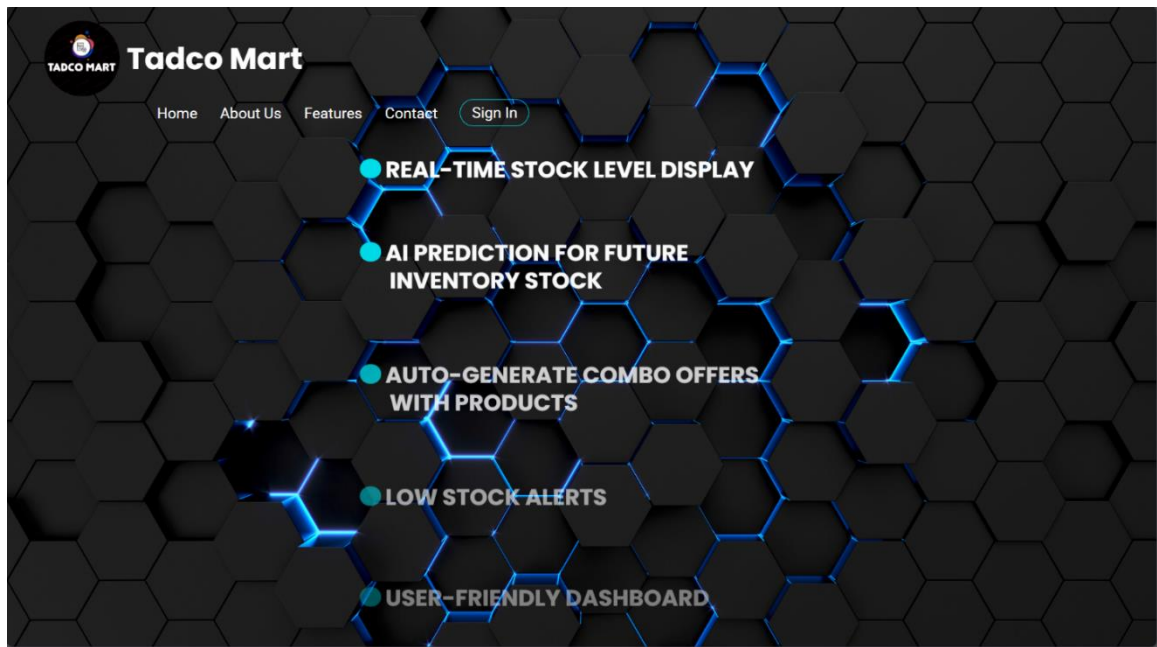 TADCO MART
Tadco Mart
Home About Us Features Contact Sign In
REAL-TIME STOCK LEVEL DISPLAY
AI PREDICTION FOR FUTURE
INVENTORY STOCK
AUTO-GENERATE COMBO OFFERS
WITH PRODUCTS
LOW STOCK ALERTS
USER-FRIENDLY DASHBOARD